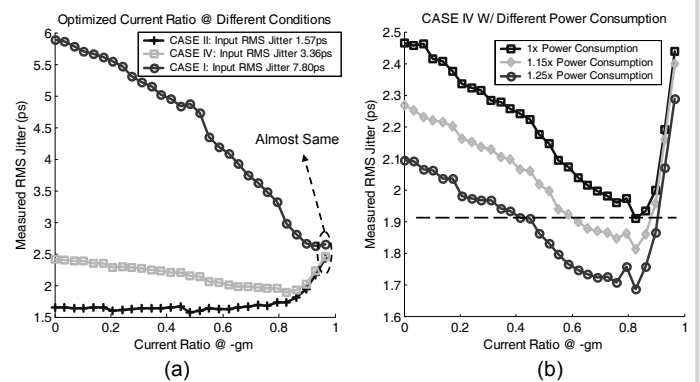 Optimized Current Ratio @ Different Conditions
6
5.5
5
4.5
4
3.5
3
2.5
2
1.5
0
0.2
0.4
0.6
0.8
1
Measured RMS Jitter (ps)
Current Ratio @ -gm
CASE II: Input RMS Jitter 1.57ps
CASE IV: Input RMS Jitter 3.36ps
CASE I: Input RMS Jitter 7.80ps
Almost Same
(a)
CASE IV W/ Different Power Consumption
2.5
2.4
2.3
2.2
2.1
2
1.9
1.8
1.7
1.6
0
0.2
0.4
0.6
0.8
1
Measured RMS Jitter (ps)
Current Ratio @ -gm
1x Power Consumption
1.15x Power Consumption
1.25x Power Consumption
(b)